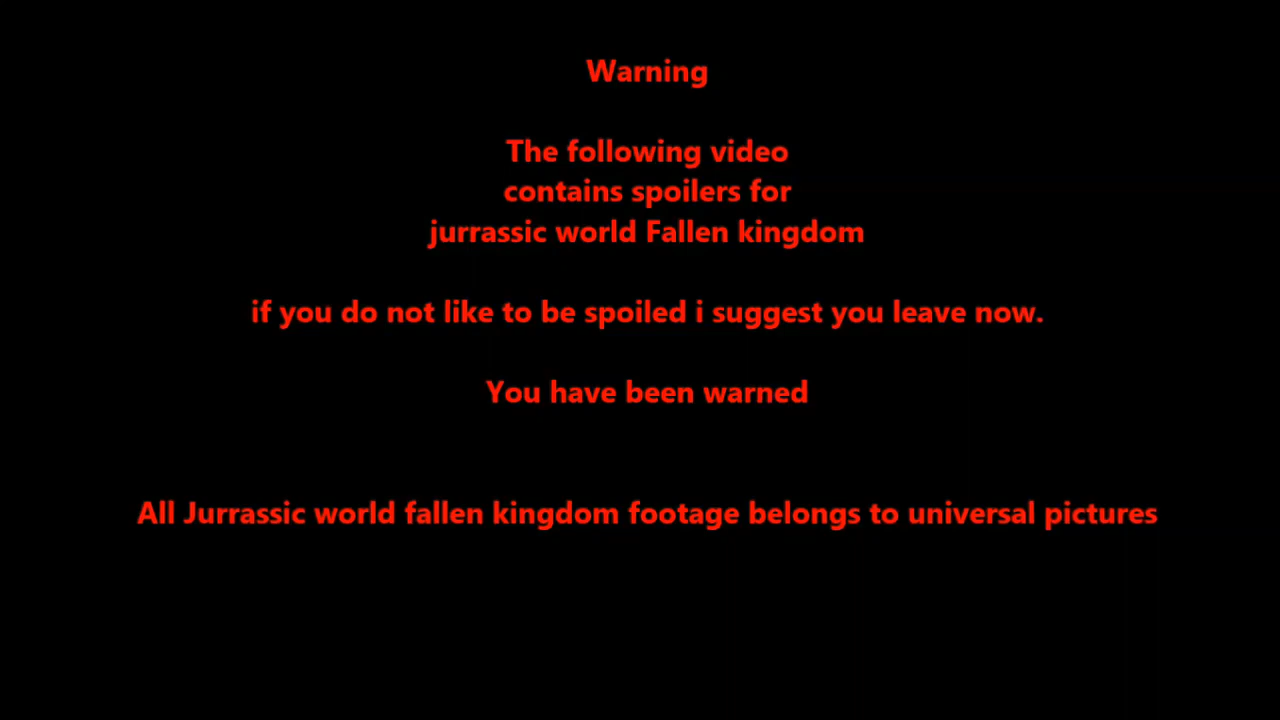 Warning
The following video
contains spoilers for
jurrassic world Fallen kingdom
if you do not like to be spoiled i suggest you leave now.
You have been warned
All Jurrassic world fallen kingdom footage belongs to universal pictures